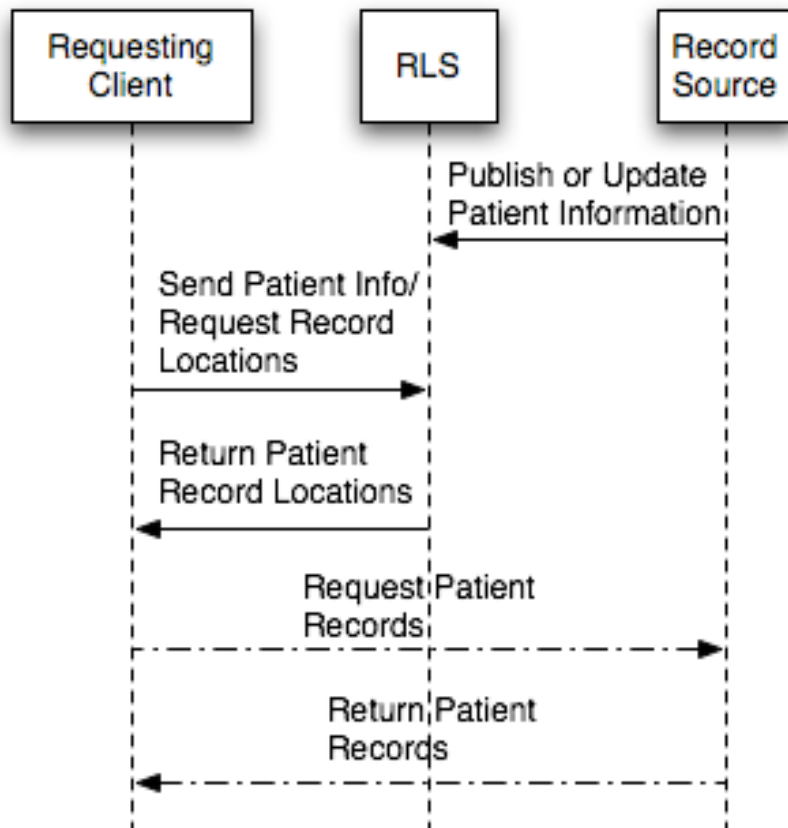 Requesting
Client
RLS
Record
Source
Publish or Update
Patient Information
Send Patient Info/
Request Record
Locations
Return Patient
Record Locations
Request Patient
Records
Return Patient
Records